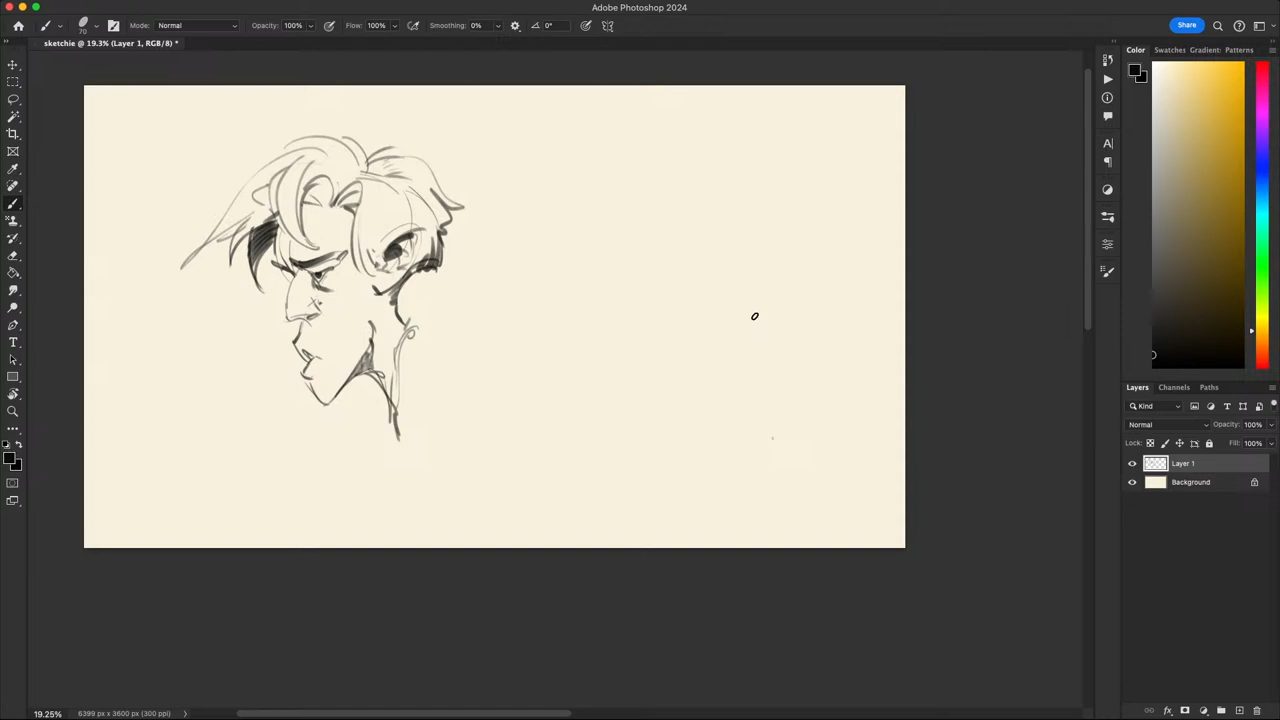 Adobe Photoshop 2024
70 Mode: Normal Opacity: 100% Flow: 100% Smoothing: 0% 0° Share
sketchie @ 19.3% (Layer 1, RGB/8) *
Color Swatches Gradient: Patterns
Layers Channels Paths
Kind
Normal Opacity: 100%
Lock: Fill: 100%
Layer 1
Background
19.25% 6399 px x 3600 px (300 ppi)